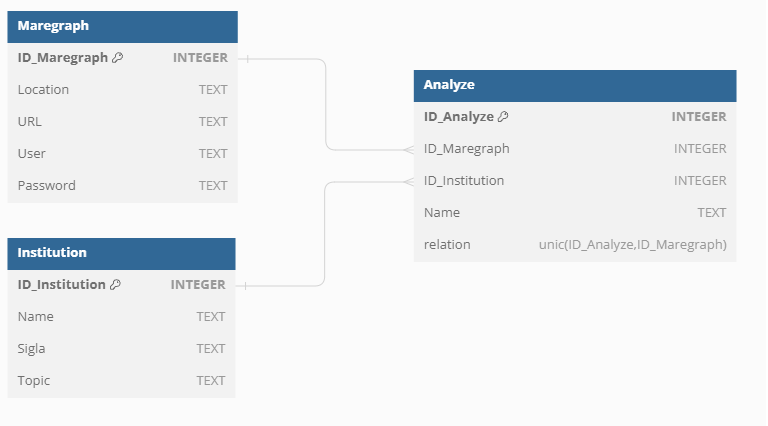 Maregraph
ID_Maregraph INTEGER
Location TEXT
URL TEXT
User TEXT
Password TEXT
Institution
ID_Institution INTEGER
Name TEXT
Sigla TEXT
Topic TEXT
Analyze
ID_Analyze INTEGER
ID_Maregraph INTEGER
ID_Institution INTEGER
Name TEXT
relation unic(ID_Analyze,ID_Maregraph)